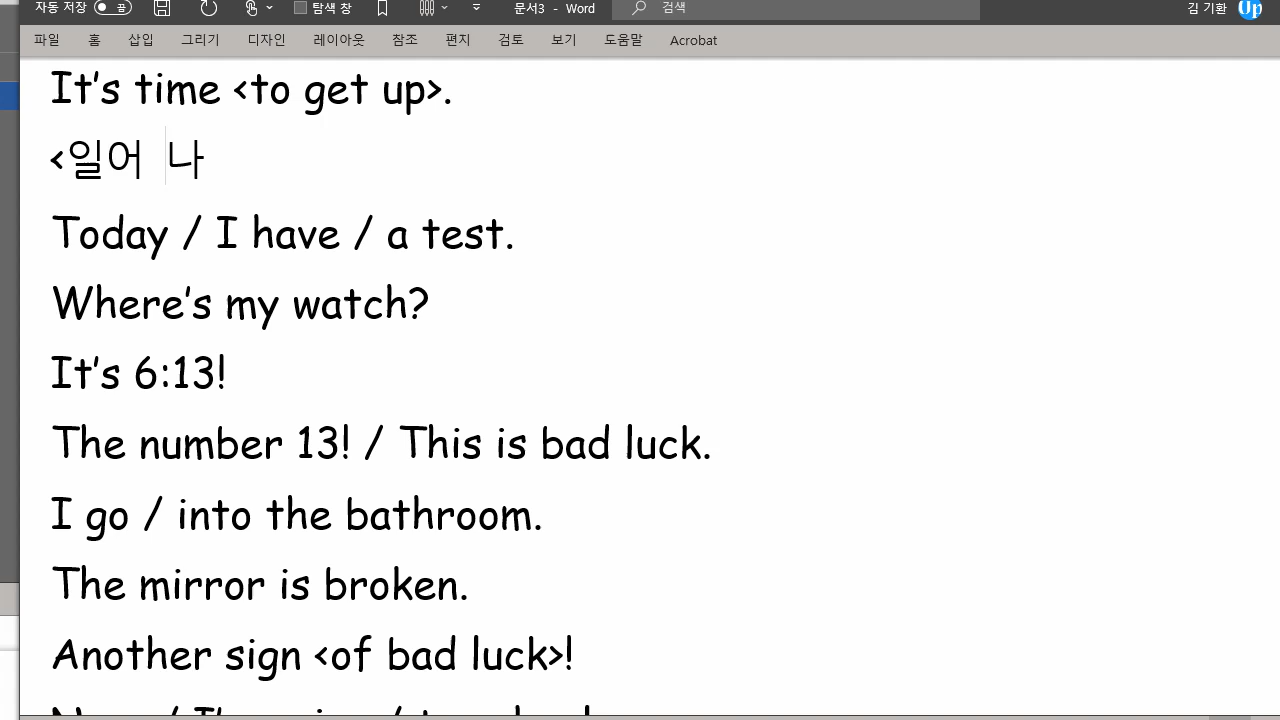 자동 저장 끔 탐색 창 문서3 - Word 검색 김 기환 Up
파일 홈 삽입 그리기 디자인 레이아웃 참조 편지 검토 보기 도움말 Acrobat
It’s time <to get up>.
<일어 나
Today / I have / a test.
Where’s my watch?
It’s 6:13!
The number 13! / This is bad luck.
I go / into the bathroom.
The mirror is broken.
Another sign <of bad luck>!